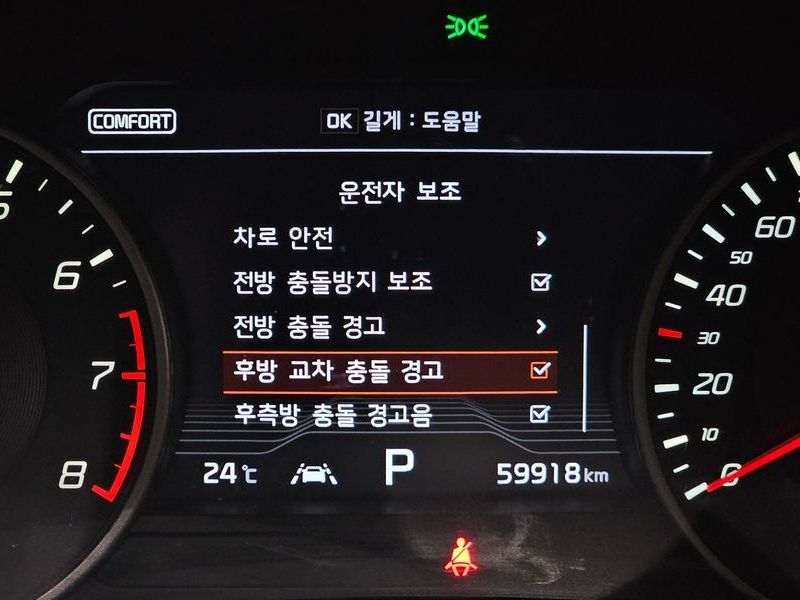 COMFORT
OK 길게 : 도움말
운전자 보조
차로 안전
전방 충돌방지 보조
전방 충돌 경고
후방 교차 충돌 경고
후측방 충돌 경고음
24℃ P 59918km
6
7
8
60
50
40
30
20
10
0